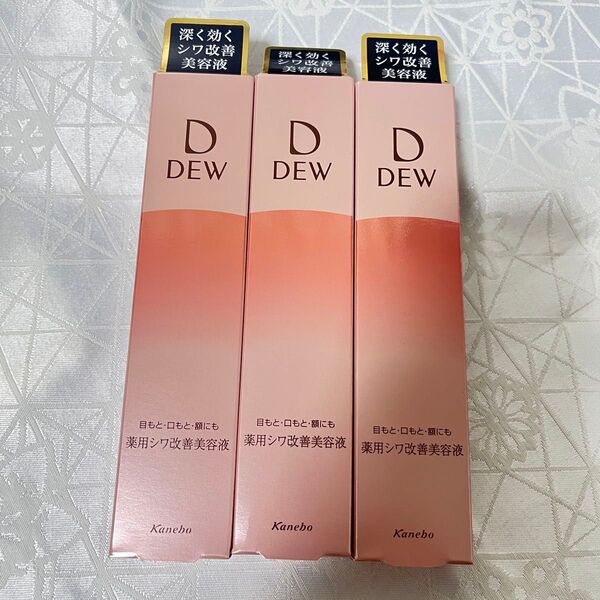 深く効く
シワ改善
美容液
D
DEW
目もと・口もと・額にも
薬用シワ改善美容液
Kanebo
深く効く
シワ改善
美容液
D
DEW
目もと・口もと・額にも
薬用シワ改善美容液
Kanebo
深く効く
シワ改善
美容液
D
DEW
目もと・口もと・額にも
薬用シワ改善美容液
Kanebo